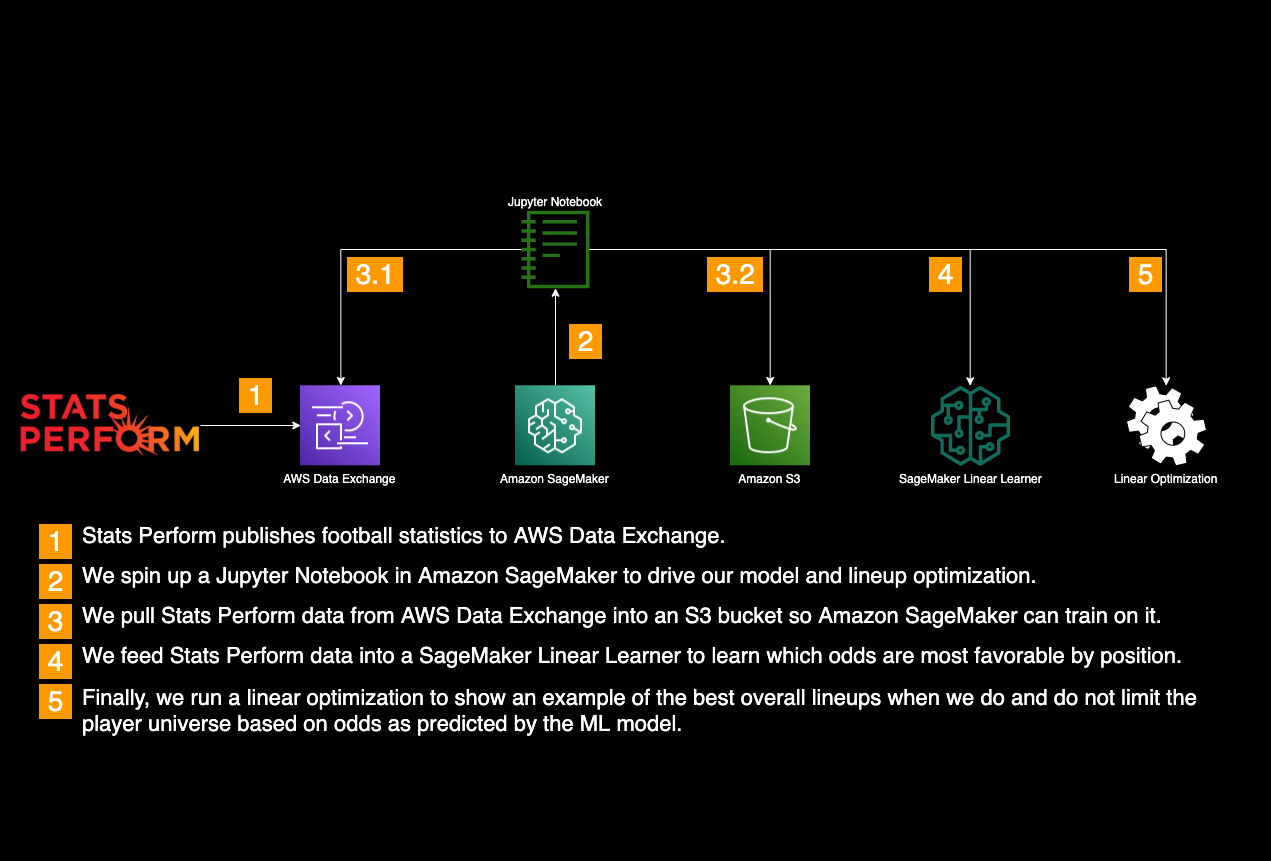 Jupyter Notebook
3.1
3.2
4
5
2
1
STATS
PERFORM
AWS Data Exchange
Amazon SageMaker
Amazon S3
SageMaker Linear Learner
Linear Optimization
1 Stats Perform publishes football statistics to AWS Data Exchange.
2 We spin up a Jupyter Notebook in Amazon SageMaker to drive our model and lineup optimization.
3 We pull Stats Perform data from AWS Data Exchange into an S3 bucket so Amazon SageMaker can train on it.
4 We feed Stats Perform data into a SageMaker Linear Learner to learn which odds are most favorable by position.
5 Finally, we run a linear optimization to show an example of the best overall lineups when we do and do not limit the
player universe based on odds as predicted by the ML model.